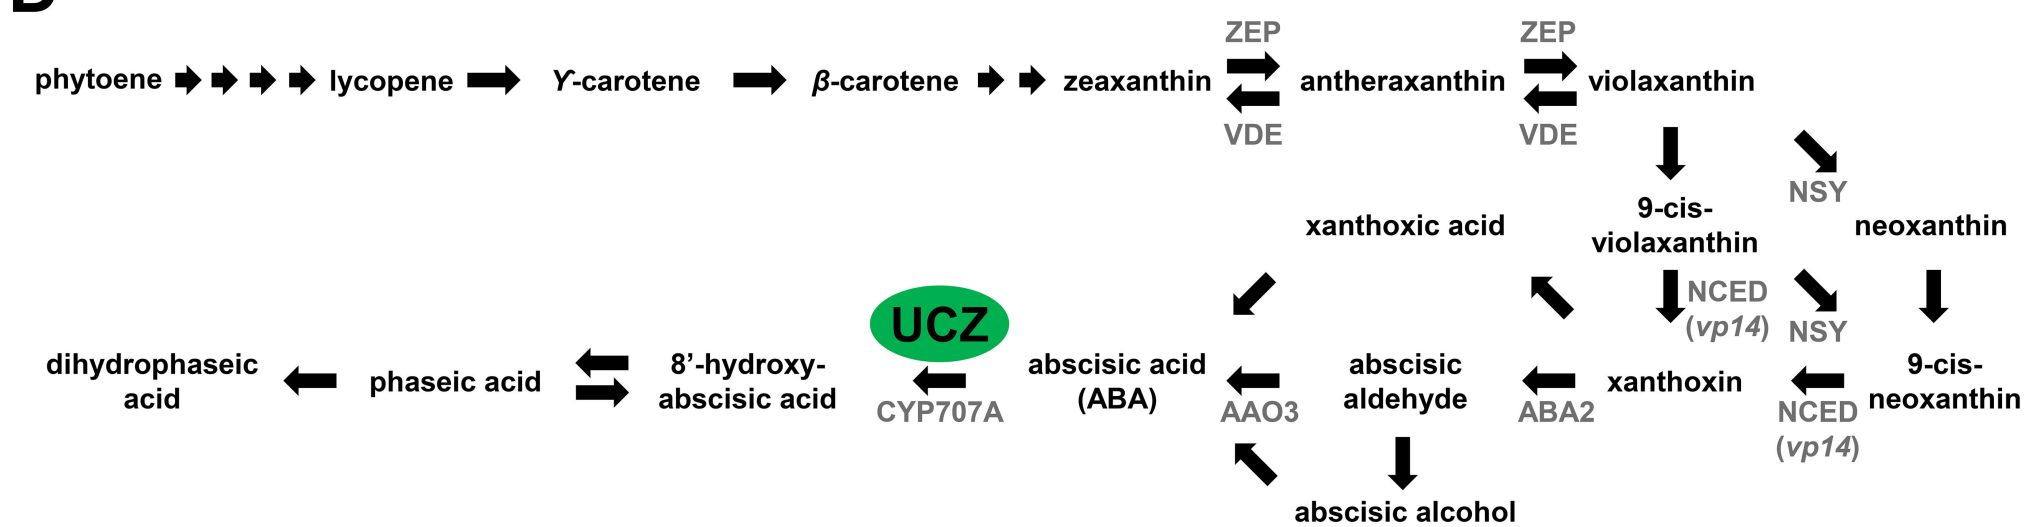 D
ZEP ZEP
phytoene lycopene ϒ-carotene β-carotene zeaxanthin antheraxanthin violaxanthin
VDE VDE
NSY
xanthoxic acid 9-cis-
violaxanthin neoxanthin
UCZ
NCED
(vp14) NSY
dihydrophaseic
acid
phaseic acid
8’-hydroxy-
abscisic acid
CYP707A
abscisic acid
(ABA)
AAO3
abscisic
aldehyde
ABA2
xanthoxin
NCED
(vp14)
9-cis-
neoxanthin
abscisic alcohol